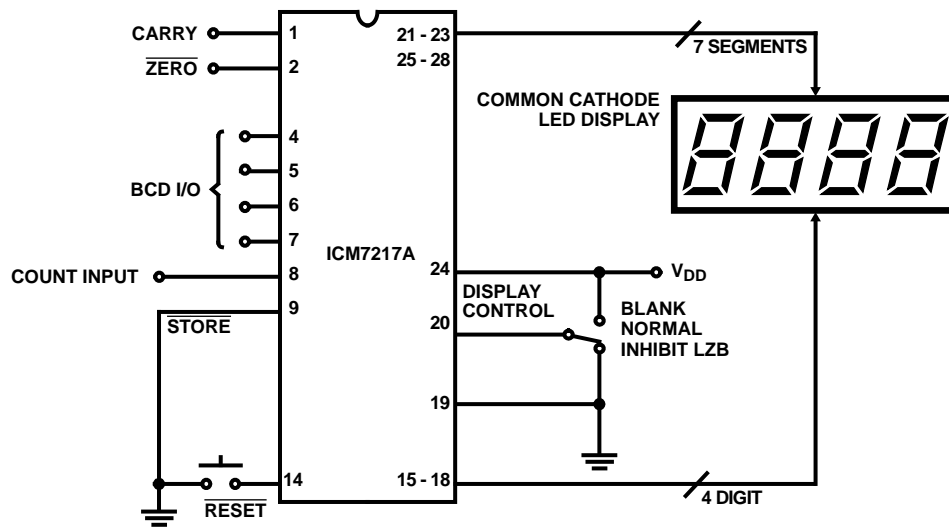 CARRY
1
ZERO
2
4
5
6
7
BCD I/O
COUNT INPUT
8
9
STORE
14
RESET
ICM7217A
21 - 23
25 - 28
7 SEGMENTS
COMMON CATHODE
LED DISPLAY
8888
24
VDD
DISPLAY
CONTROL
20
BLANK
NORMAL
INHIBIT LZB
19
15 - 18
4 DIGIT